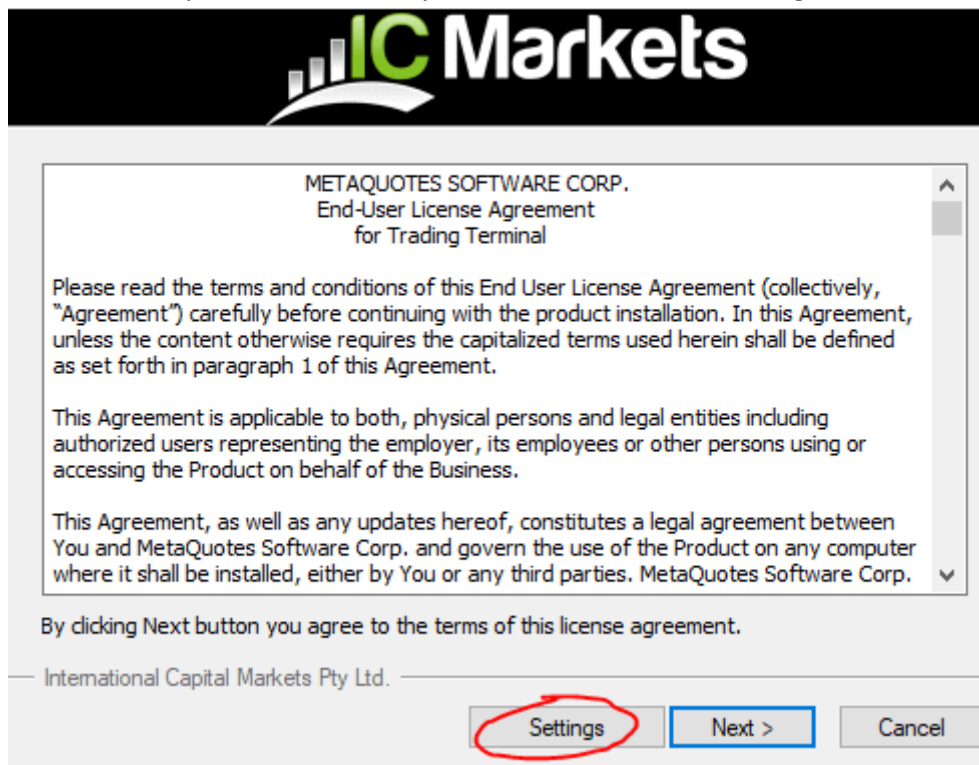 IC Markets
METAQUOTES SOFTWARE CORP.
End-User License Agreement
for Trading Terminal
Please read the terms and conditions of this End User License Agreement (collectively,
“Agreement”) carefully before continuing with the product installation. In this Agreement,
unless the content otherwise requires the capitalized terms used herein shall be defined
as set forth in paragraph 1 of this Agreement.
This Agreement is applicable to both, physical persons and legal entities including
authorized users representing the employer, its employees or other persons using or
accessing the Product on behalf of the Business.
This Agreement, as well as any updates hereof, constitutes a legal agreement between
You and MetaQuotes Software Corp. and govern the use of the Product on any computer
where it shall be installed, either by You or any third parties. MetaQuotes Software Corp.
By clicking Next button you agree to the terms of this license agreement.
International Capital Markets Pty Ltd.
Settings Next > Cancel